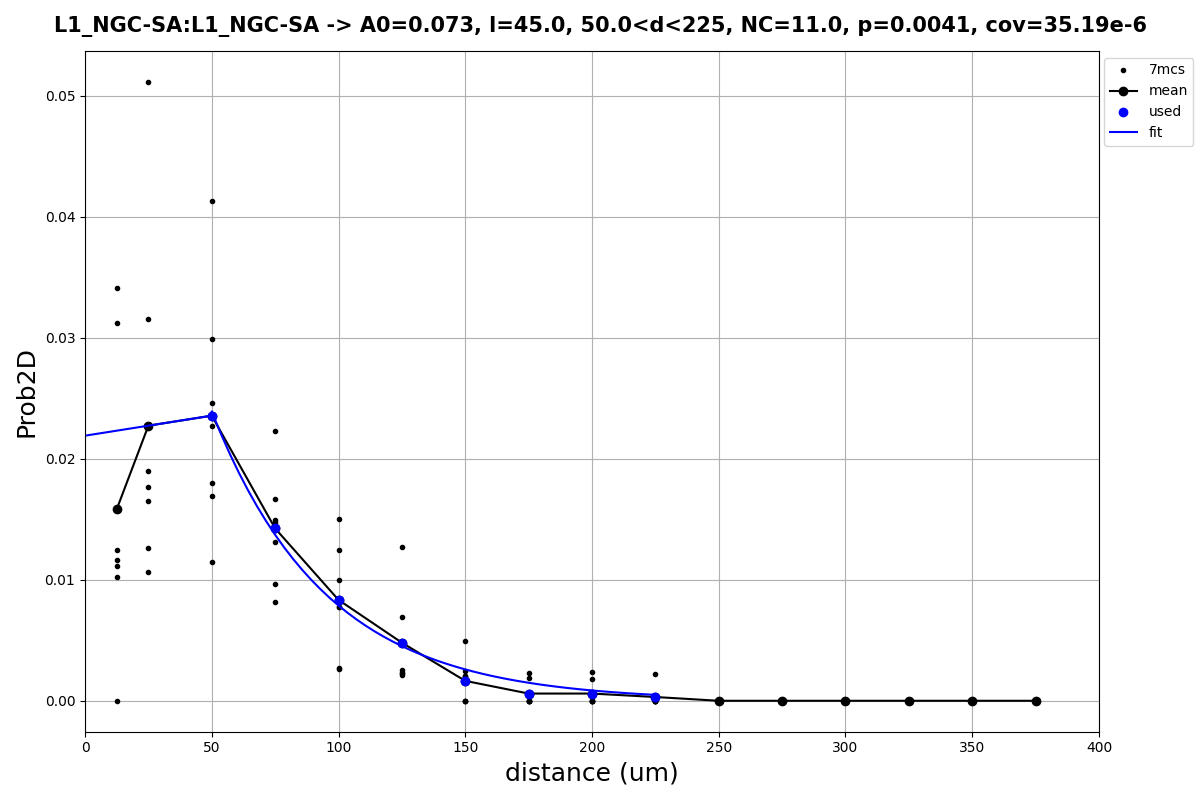 L1_NGC-SA:L1_NGC-SA -> A0=0.073, l=45.0, 50.0<d<225, NC=11.0, p=0.0041, cov=35.19e-6
7mcs
mean
used
fit
0.05
0.04
0.03
0.02
0.01
0.00
Prob2D
0 50 100 150 200 250 300 350 400
distance (um)